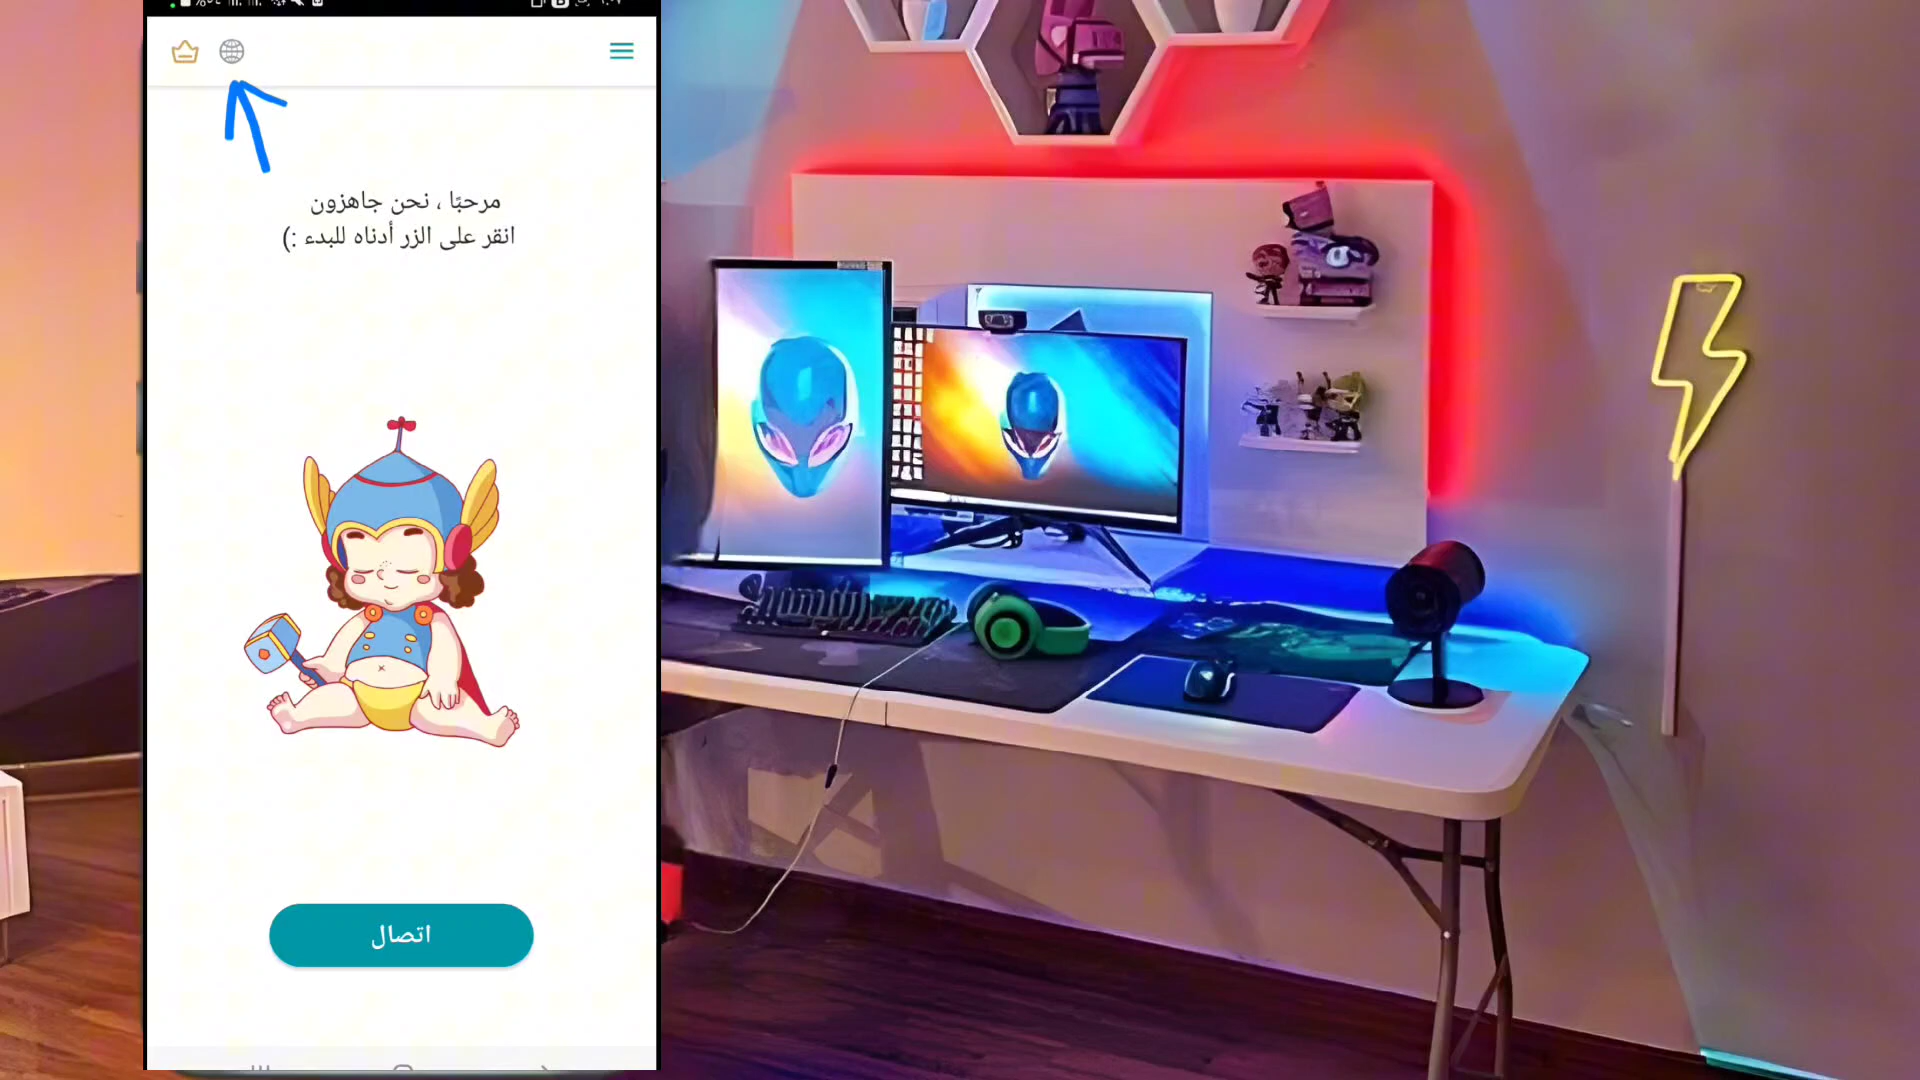 مرحبًا ، نحن جاهزون
انقر على الزر أدناه للبدء :)
اتصال